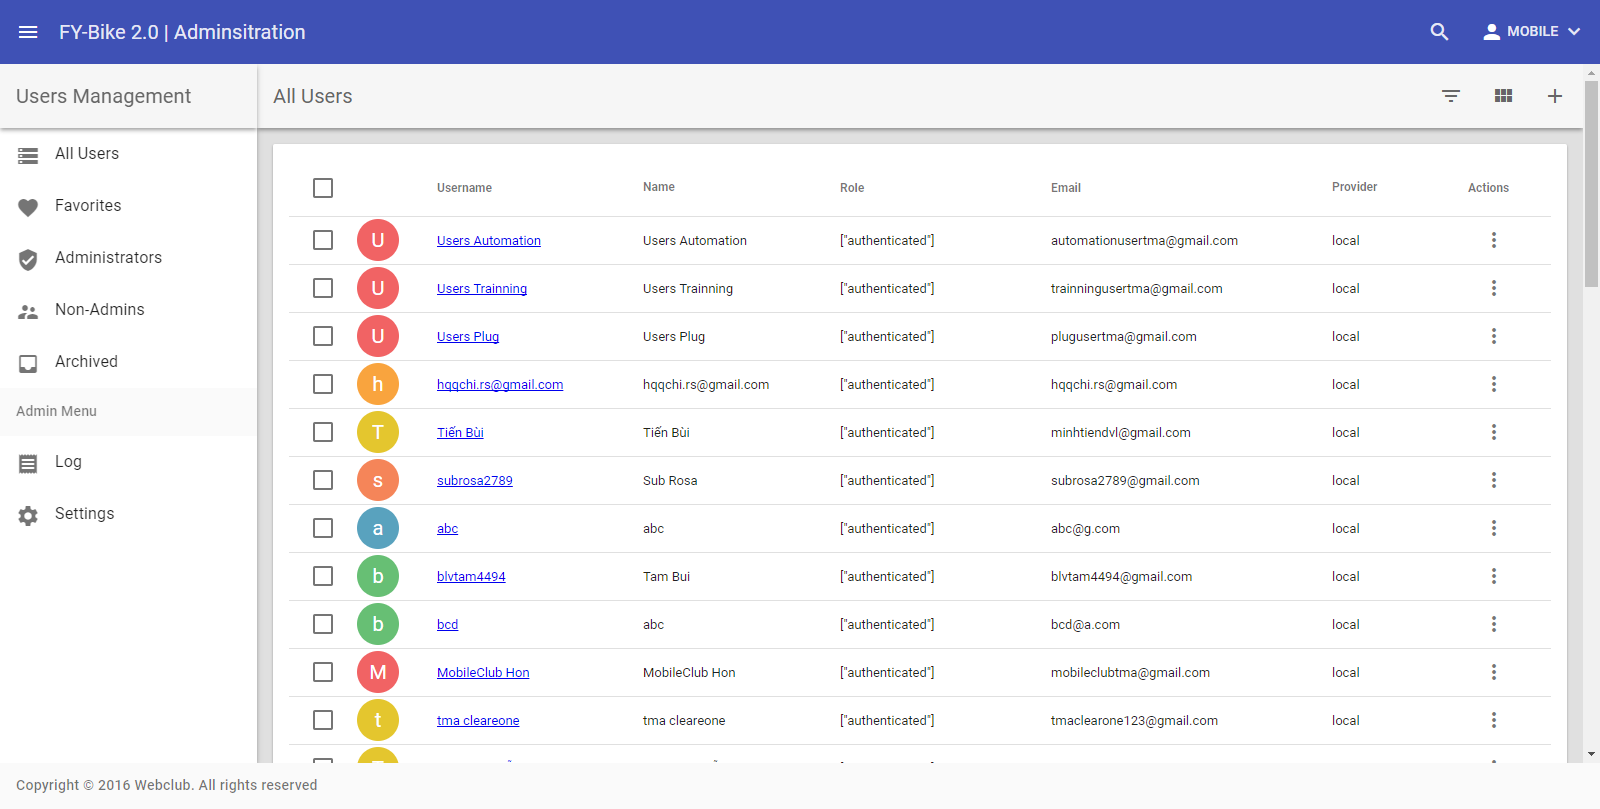 FY-Bike 2.0 | Adminsitration
MOBILE
Users Management
All Users
Favorites
Administrators
Non-Admins
Archived
Admin Menu
Log
Settings
All Users
Username Name Role Email Provider Actions
U Users Automation Users Automation ["authenticated"] automationusertma@gmail.com local
U Users Trainning Users Trainning ["authenticated"] trainningusertma@gmail.com local
U Users Plug Users Plug ["authenticated"] plugusertma@gmail.com local
h hqqchi.rs@gmail.com hqqchi.rs@gmail.com ["authenticated"] hqqchi.rs@gmail.com local
T Tiến Bùi Tiến Bùi ["authenticated"] minhtiendvl@gmail.com local
s subrosa2789 Sub Rosa ["authenticated"] subrosa2789@gmail.com local
a abc abc ["authenticated"] abc@g.com local
b blvtam4494 Tam Bui ["authenticated"] blvtam4494@gmail.com local
b bcd abc ["authenticated"] bcd@a.com local
M MobileClub Hon MobileClub Hon ["authenticated"] mobileclubtma@gmail.com local
t tma cleareone tma cleareone ["authenticated"] tmaclearone123@gmail.com local
Copyright © 2016 Webclub. All rights reserved